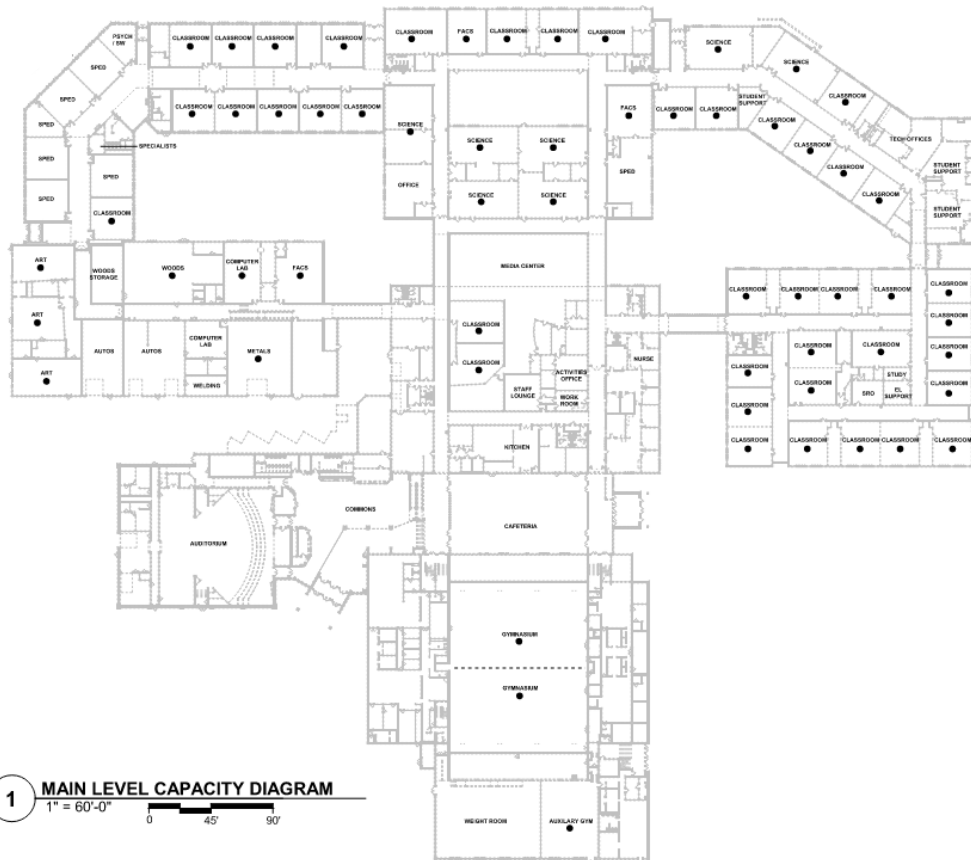 PSYCH
/ SW
CLASSROOM CLASSROOM CLASSROOM CLASSROOM
CLASSROOM FACS CLASSROOM CLASSROOM CLASSROOM
SCIENCE
SPED
SCIENCE
SPED
CLASSROOM
CLASSROOM CLASSROOM CLASSROOM CLASSROOM CLASSROOM
FACS
CLASSROOM CLASSROOM
STUDENT
SUPPORT
SPED
SCIENCE
SCIENCE SCIENCE
CLASSROOM
TECH OFFICES
SPECIALISTS
CLASSROOM
SPED
SPED
STUDENT
SUPPORT
CLASSROOM
SPED
OFFICE
SPED
CLASSROOM
SCIENCE SCIENCE
CLASSROOM
STUDENT
SUPPORT
ART
WOODS
STORAGE
WOODS
COMPUTER
LAB
FACS
MEDIA CENTER
CLASSROOM CLASSROOM CLASSROOM CLASSROOM
CLASSROOM
ART
CLASSROOM
CLASSROOM
AUTOS AUTOS
COMPUTER
LAB
METALS
CLASSROOM
NURSE
CLASSROOM CLASSROOM
CLASSROOM
ART
WELDING
ACTIVITIES
OFFICE
CLASSROOM
STUDY
STAFF
LOUNGE
WORK
ROOM
CLASSROOM
CLASSROOM
SRO
EL
SUPPORT
CLASSROOM
CLASSROOM
KITCHEN
CLASSROOM CLASSROOM CLASSROOM CLASSROOM
COMMONS
CAFETERIA
AUDITORIUM
GYMNASIUM
GYMNASIUM
WEIGHT ROOM
AUXILARY GYM
1
MAIN LEVEL CAPACITY DIAGRAM
1" = 60'-0"
0 45' 90'